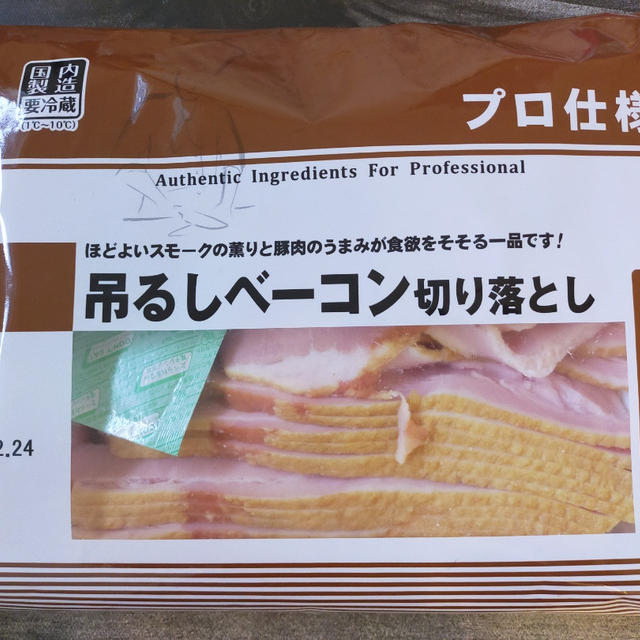 国内
製造
要冷蔵
(1℃~10℃)
プロ仕様
Authentic Ingredients For Professional
ほどよいスモークの薫りと豚肉のうまみが食欲をそそる一品です!
吊るしベーコン切り落とし
2.24